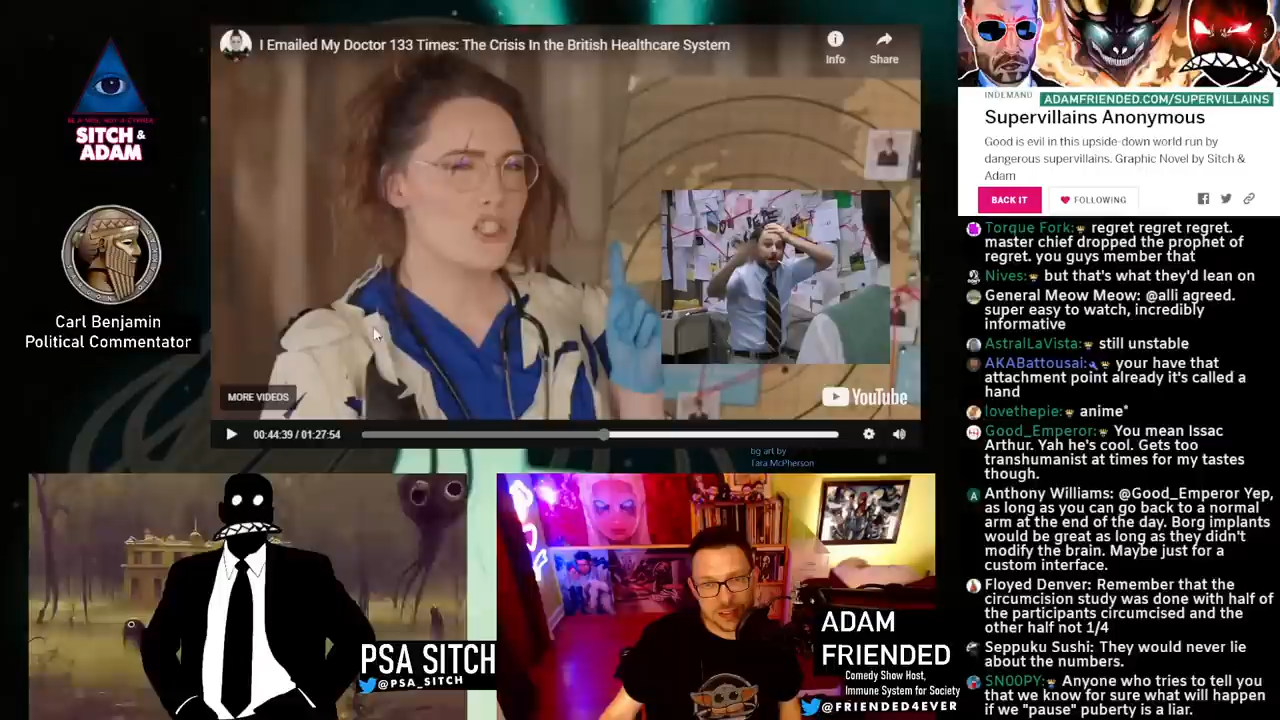 I Emailed My Doctor 133 Times: The Crisis In the British Healthcare System
Info
Share
SITCH &
ADAM
Carl Benjamin
Political Commentator
MORE VIDEOS
YouTube
00:44:39 / 01:27:54
bg art by
Tara McPherson
PSA SITCH
@PSA_SITCH
ADAM
FRIENDED
Comedy Show Host,
Immune System for Society
@FRIENDED4EVER
INDEMAND
ADAMFRIENDED.COM/SUPERVILLAINS
Supervillains Anonymous
Good is evil in this upside-down world run by
dangerous supervillains. Graphic Novel by Sitch &
Adam
BACK IT
FOLLOWING
Torque Fork: regret regret regret.
master chief dropped the prophet of
regret. you guys member that
Nives: but that's what they'd lean on
General Meow Meow: @alli agreed.
super easy to watch, incredibly
informative
AstralLaVista: still unstable
AKABattousai: your have that
attachment point already it's called a
hand
lovethepie: anime*
Good_Emperor: You mean Issac
Arthur. Yah he's cool. Gets too
transhumanist at times for my tastes
though.
A
Anthony Williams: @Good_Emperor Yep,
as long as you can go back to a normal
arm at the end of the day. Borg implants
would be great as long as they didn't
modify the brain. Maybe just for a
custom interface.
Floyed Denver: Remember that the
circumcision study was done with half of
the participants circumcised and the
other half not 1/4
Seppuku Sushi: They would never lie
about the numbers.
SN00PY: Anyone who tries to tell you
that we know for sure what will happen
if we "pause" puberty is a liar.